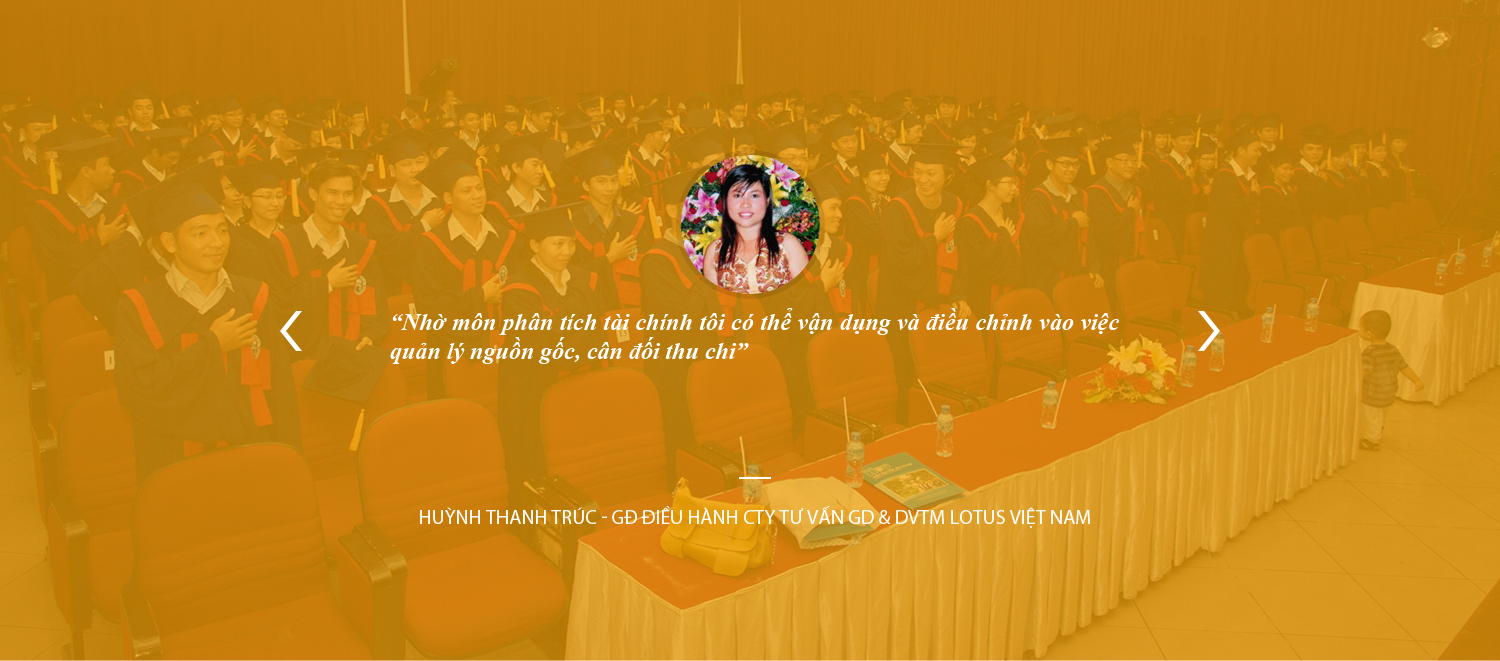 “Nhờ môn phân tích tài chính tôi có thể vận dụng và điều chỉnh vào việc
quản lý nguồn gốc, cân đối thu chi”
HUỲNH THANH TRÚC - GĐ ĐIỀU HÀNH CTY TƯ VẤN GD & DVTM LOTUS VIỆT NAM